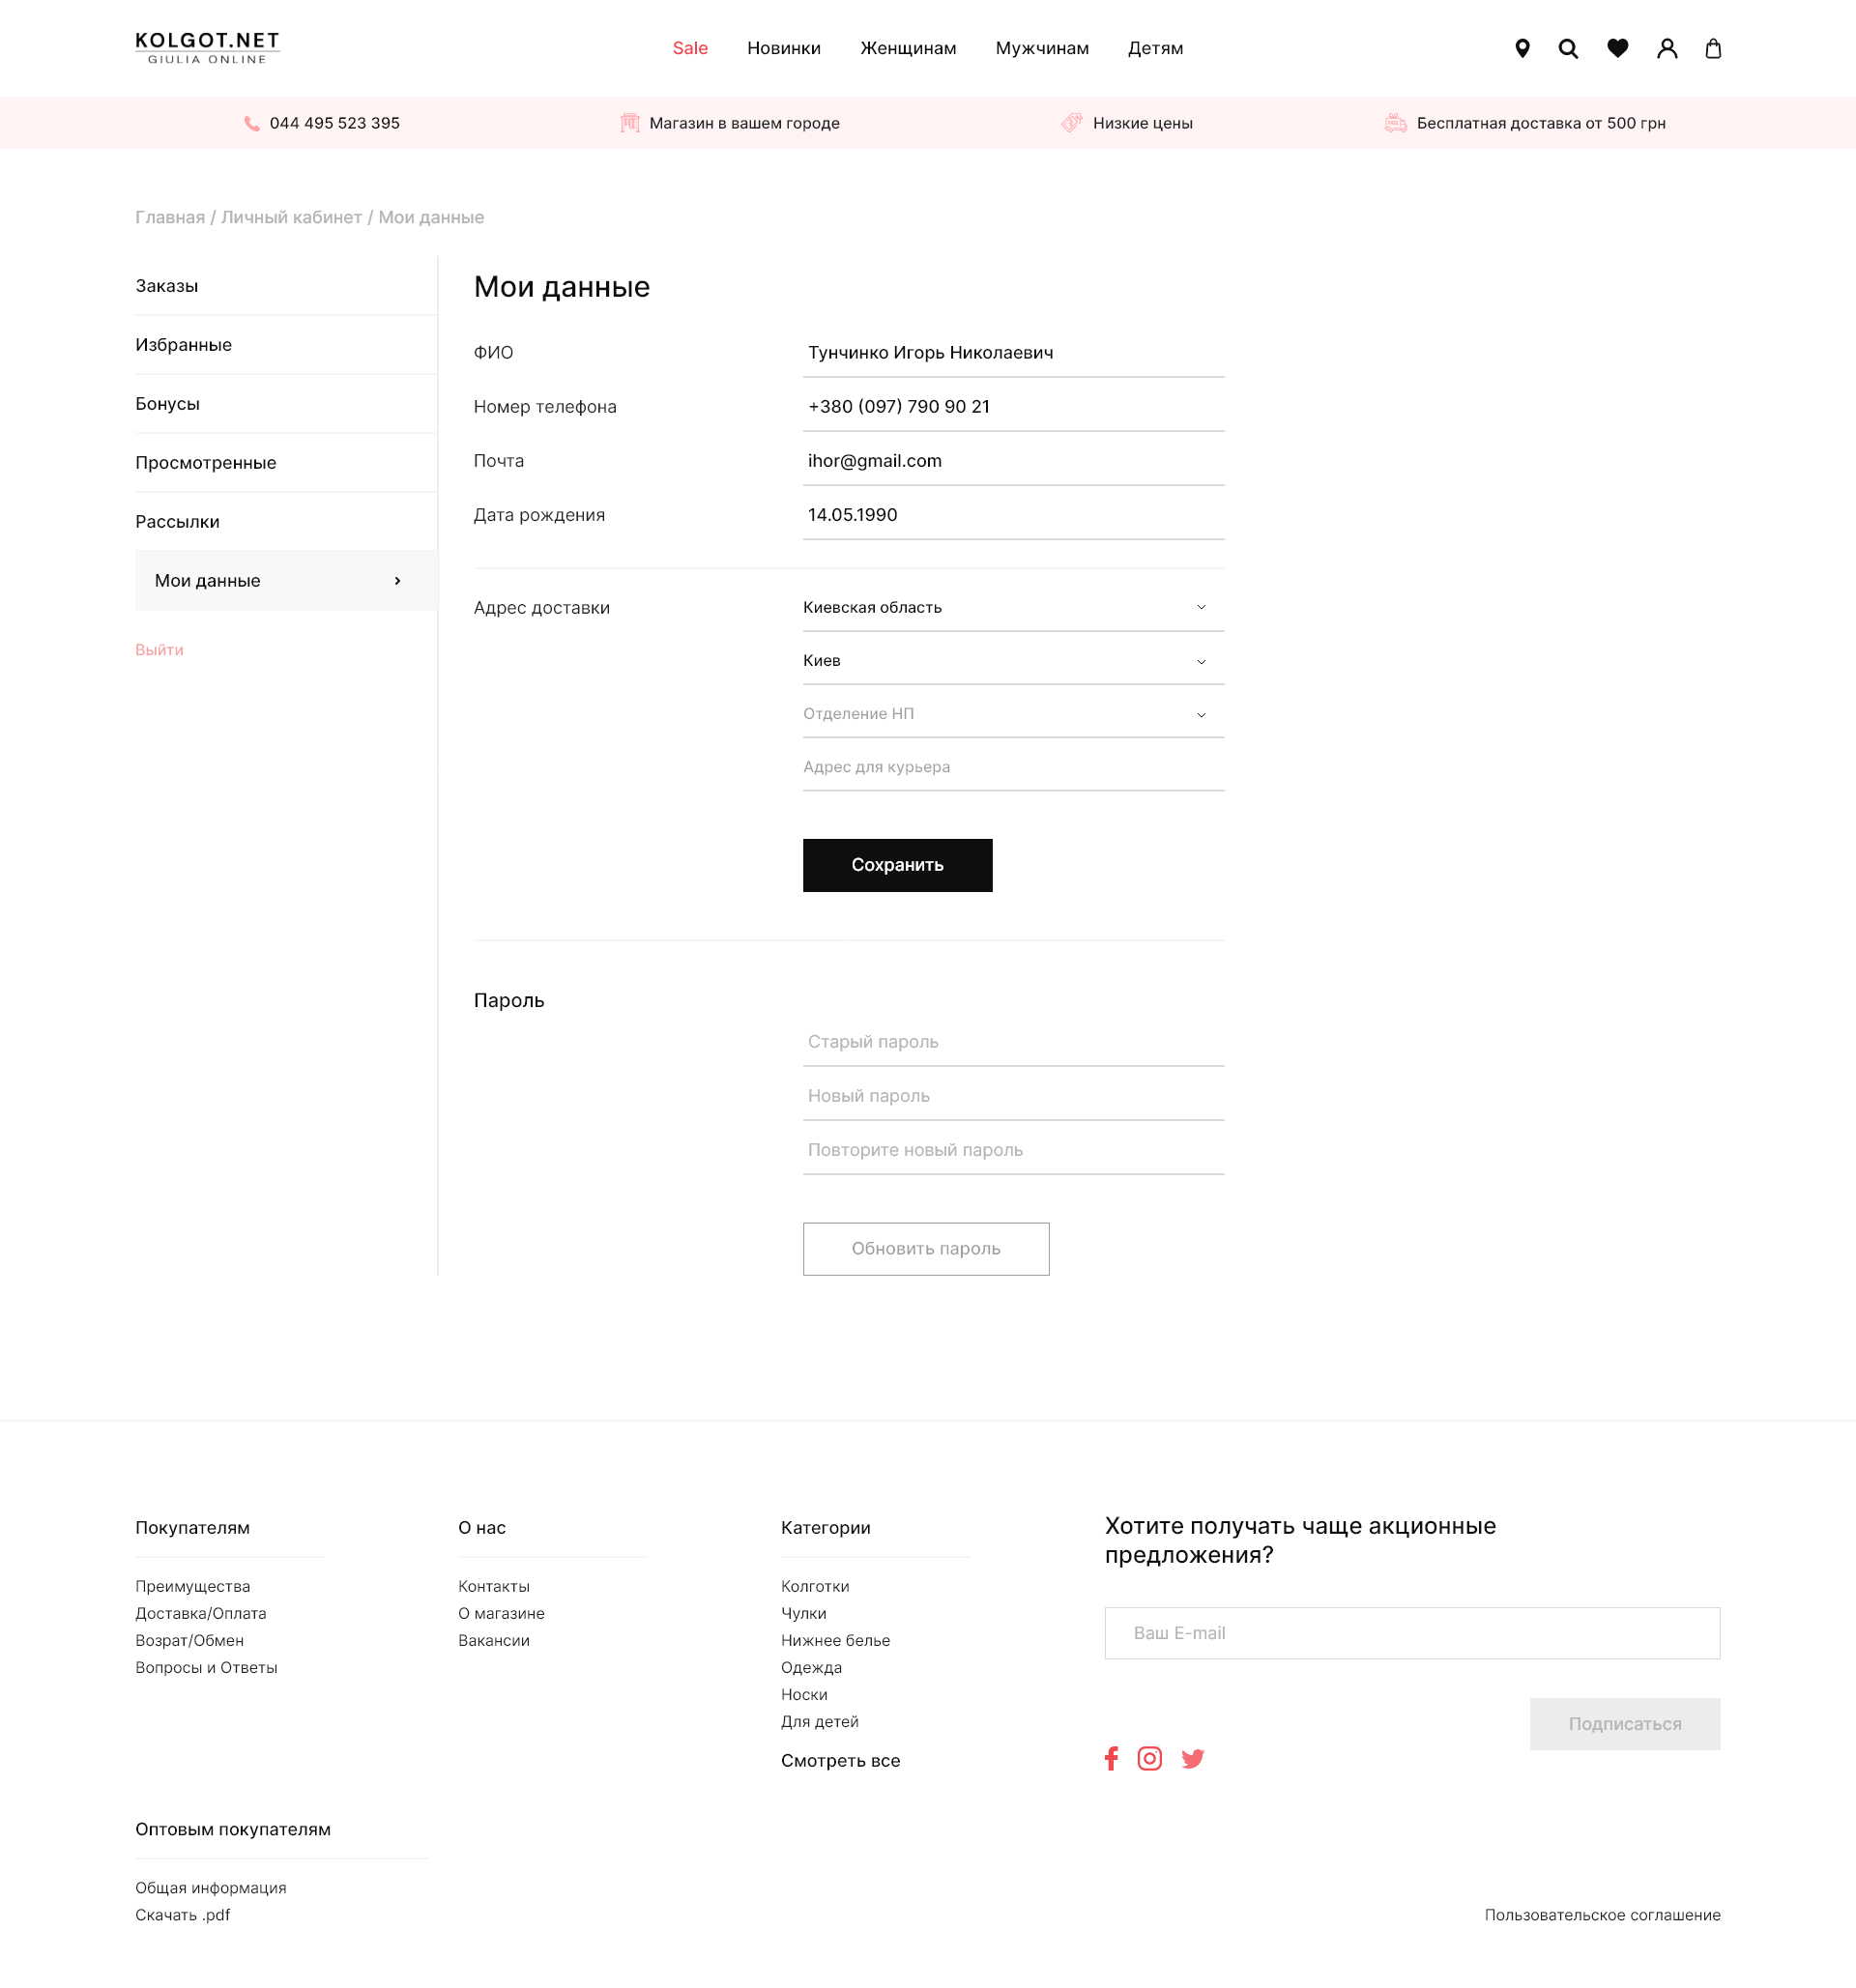 KOLGOT.NET
GIULIA ONLINE
Sale
Новинки
Женщинам
Мужчинам
Детям
044 495 523 395
Магазин в вашем городе
Низкие цены
Бесплатная доставка от 500 грн
Главная / Личный кабинет / Мои данные
Заказы
Избранные
Бонусы
Просмотренные
Рассылки
Мои данные
Выйти
Мои данные
ФИО
Тунчинко Игорь Николаевич
Номер телефона
+380 (097) 790 90 21
Почта
ihor@gmail.com
Дата рождения
14.05.1990
Адрес доставки
Киевская область
Киев
Отделение НП
Адрес для курьера
Сохранить
Пароль
Старый пароль
Новый пароль
Повторите новый пароль
Обновить пароль
Покупателям
Преимущества
Доставка/Оплата
Возрат/Обмен
Вопросы и Ответы
О нас
Контакты
О магазине
Вакансии
Категории
Колготки
Чулки
Нижнее белье
Одежда
Носки
Для детей
Смотреть все
Хотите получать чаще акционные
предложения?
Ваш E-mail
Подписаться
Оптовым покупателям
Общая информация
Скачать .pdf
Пользовательское соглашение